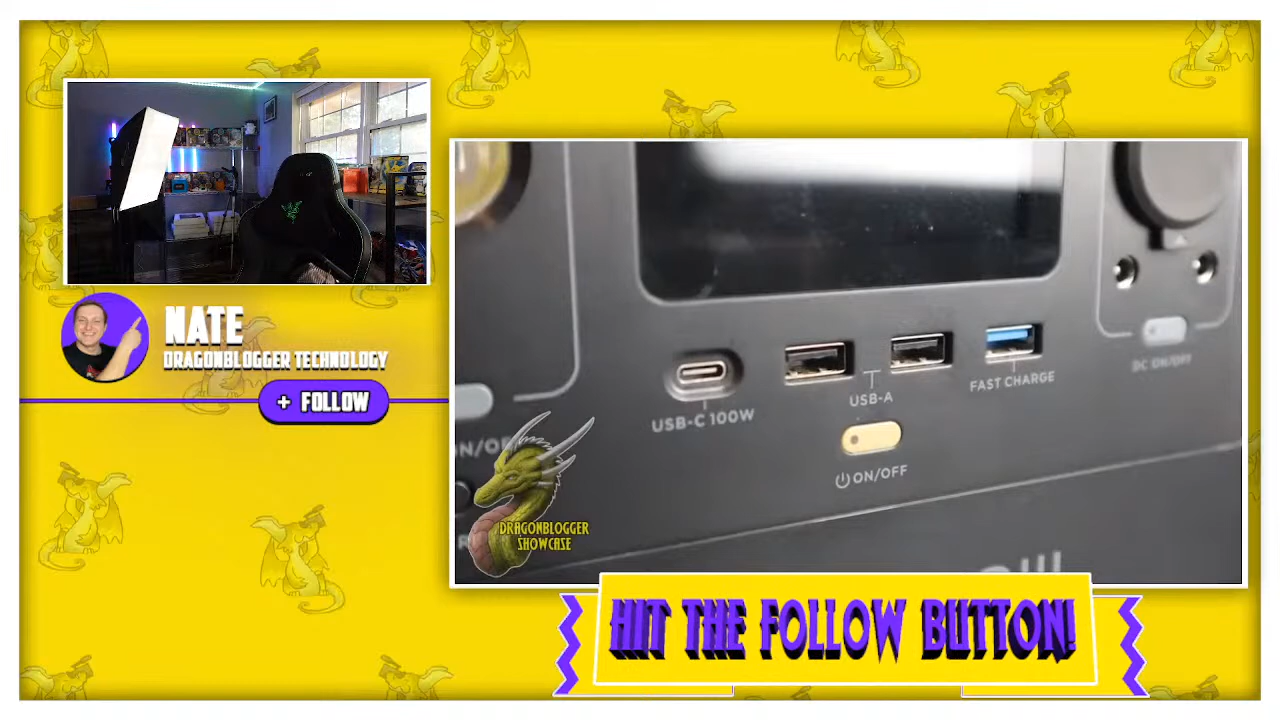 NATE
DRAGONBLOGGER TECHNOLOGY
+ FOLLOW
USB-C 100W
USB-A
FAST CHARGE
DC ON/OFF
ON/OFF
DRAGONBLOGGER
SHOWCASE
HIT THE FOLLOW BUTTON!